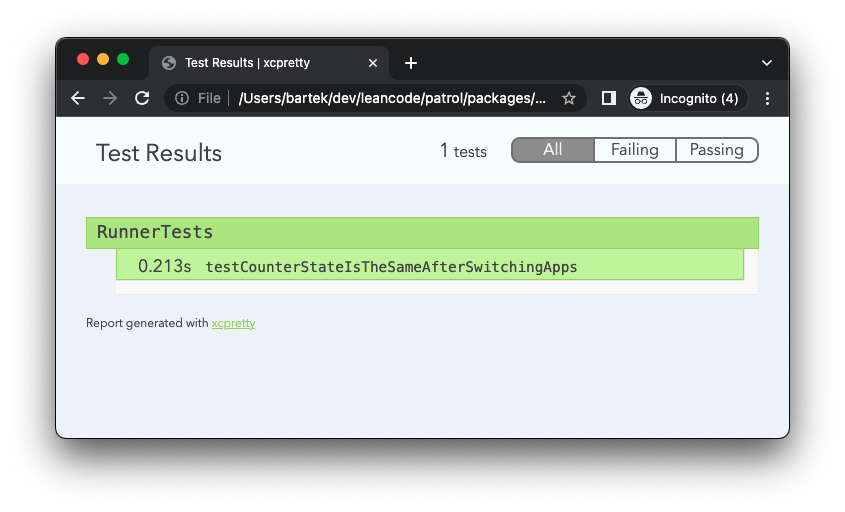 Test Results | xcpretty
File /Users/bartek/dev/leancode/patrol/packages/... Incognito (4)
Test Results 1 tests All Failing Passing
RunnerTests
0.213s testCounterStateIsTheSameAfterSwitchingApps
Report generated with xcpretty